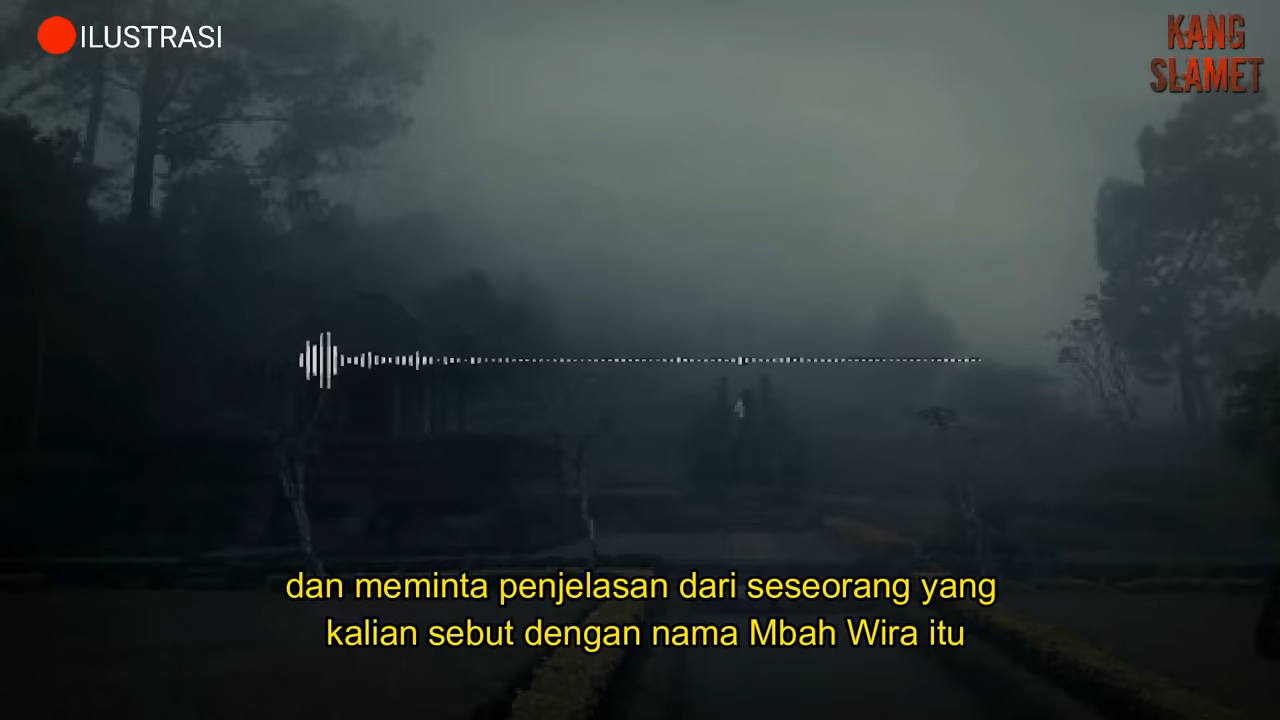 ILUSTRASI
KANG
SLAMET
dan meminta penjelasan dari seseorang yang
kalian sebut dengan nama Mbah Wira itu